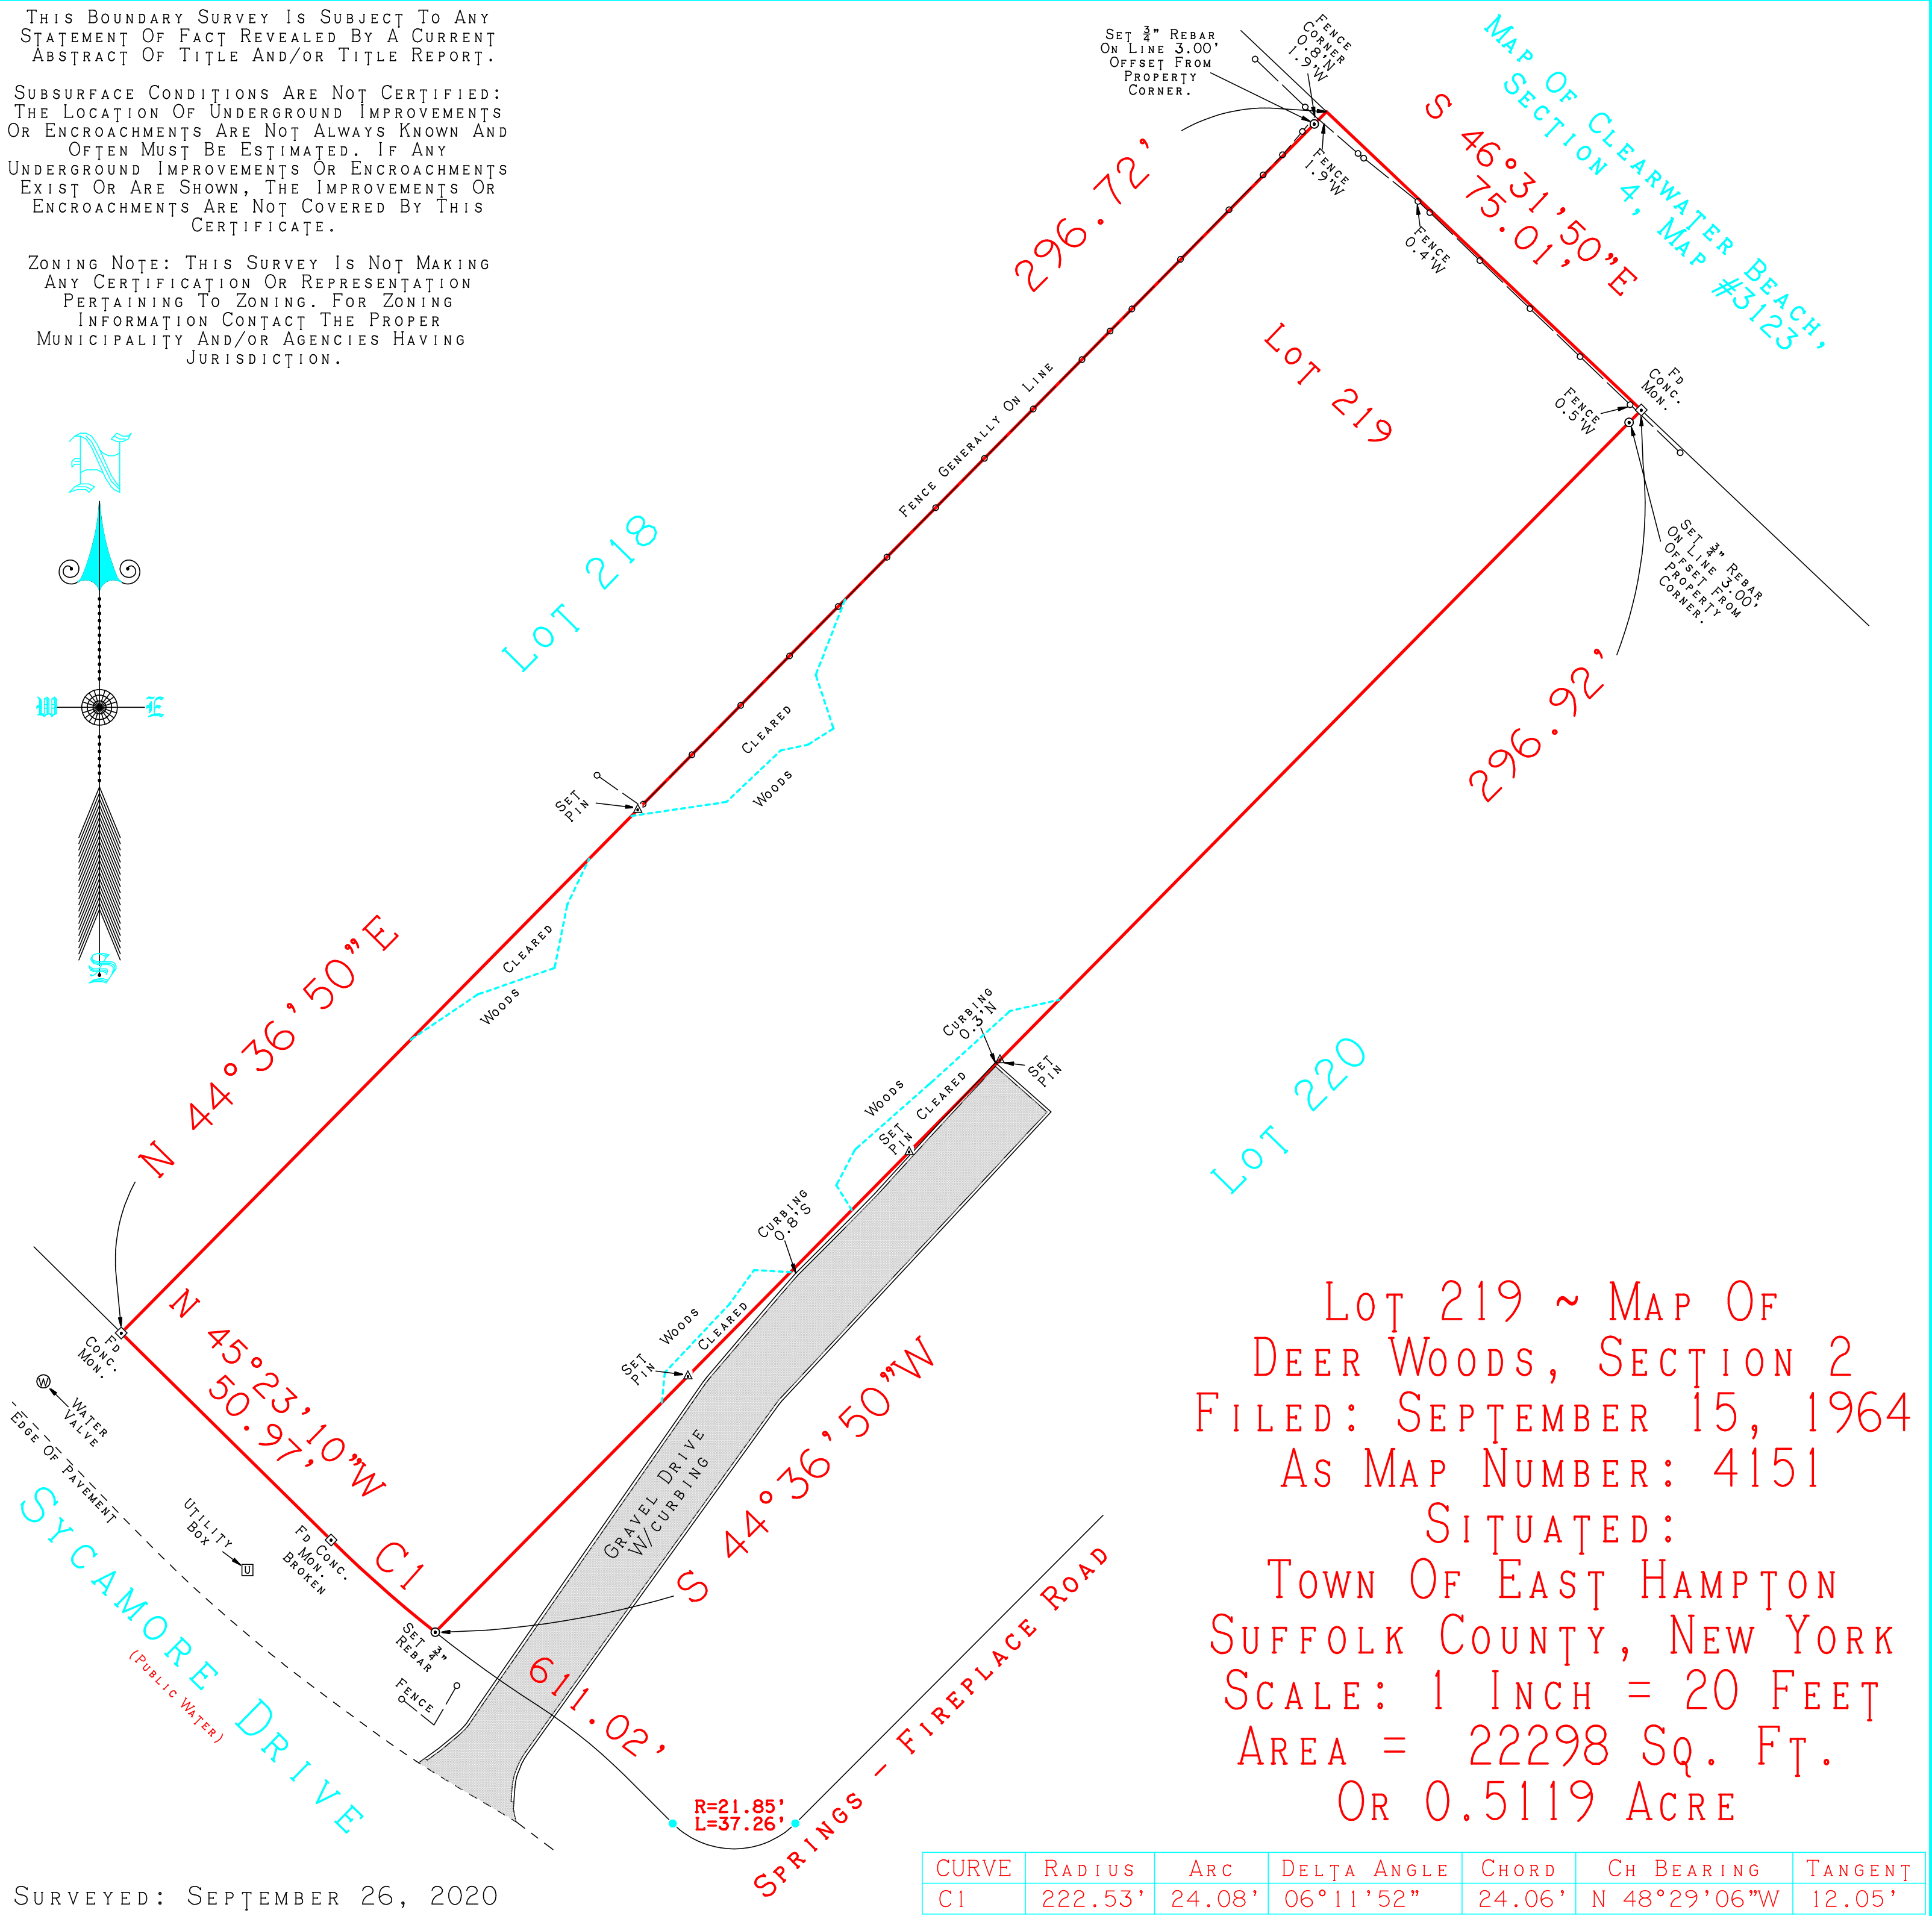 This Boundary Survey Is Subject To Any
Statement Of Fact Revealed By A Current
Abstract Of Title And/or Title Report.
Subsurface Conditions Are Not Certified:
The Location Of Underground Improvements
Or Encroachments Are Not Always Known And
Often Must Be Estimated. If Any
Underground Improvements Or Encroachments
Exist Or Are Shown, The Improvements Or
Encroachments Are Not Covered By This
Certificate.
Zoning Note: This Survey Is Not Making
Any Certification Or Representation
Pertaining To Zoning. For Zoning
Information Contact The Proper
Municipality And/or Agencies Having
Jurisdiction.
Set 3/4" Rebar
On Line 3.00'
Offset From
Property
Corner.
Fence
Corner
0.8'N
1.9'W
Map Of Clearwater Beach,
Section 4, Map #3123
S 46°31'50"E
75.01'
296.72'
Fence
1.9'W
Fence
0.4'W
Lot 219
Fd
Conc.
Mon.
Fence
0.5'W
Fence Generally On Line
N
W
E
S
Lot 218
Set 3/4" Rebar
On Line 3.00'
Offset From
Property
Corner.
296.92'
Cleared
Woods
Set
Pin
Cleared
Woods
N 44°36'50"E
Curbing
0.3'N
Set
Pin
Woods
Cleared
Set
Pin
Lot 220
Curbing
0.8'S
Woods
Cleared
Set
Pin
Fd
Conc.
Mon.
N 45°23'10"W
50.97'
Water
Valve
W
Edge Of Pavement
S 44°36'50"W
Gravel Drive
W/curbing
Utility
Box
U
Fd Conc.
Mon.
Broken
C1
Sycamore Drive
(Public Water)
Set 3/4"
Rebar
Fence
611.02'
R=21.85'
L=37.26'
Springs - Fireplace Road
Lot 219 ~ Map Of
Deer Woods, Section 2
Filed: September 15, 1964
As Map Number: 4151
Situated:
Town Of East Hampton
Suffolk County, New York
Scale: 1 Inch = 20 Feet
Area = 22298 Sq. Ft.
Or 0.5119 Acre
Surveyed: September 26, 2020
CURVE Radius Arc Delta Angle Chord Ch Bearing Tangent
C1 222.53' 24.08' 06°11'52" 24.06' N 48°29'06"W 12.05'